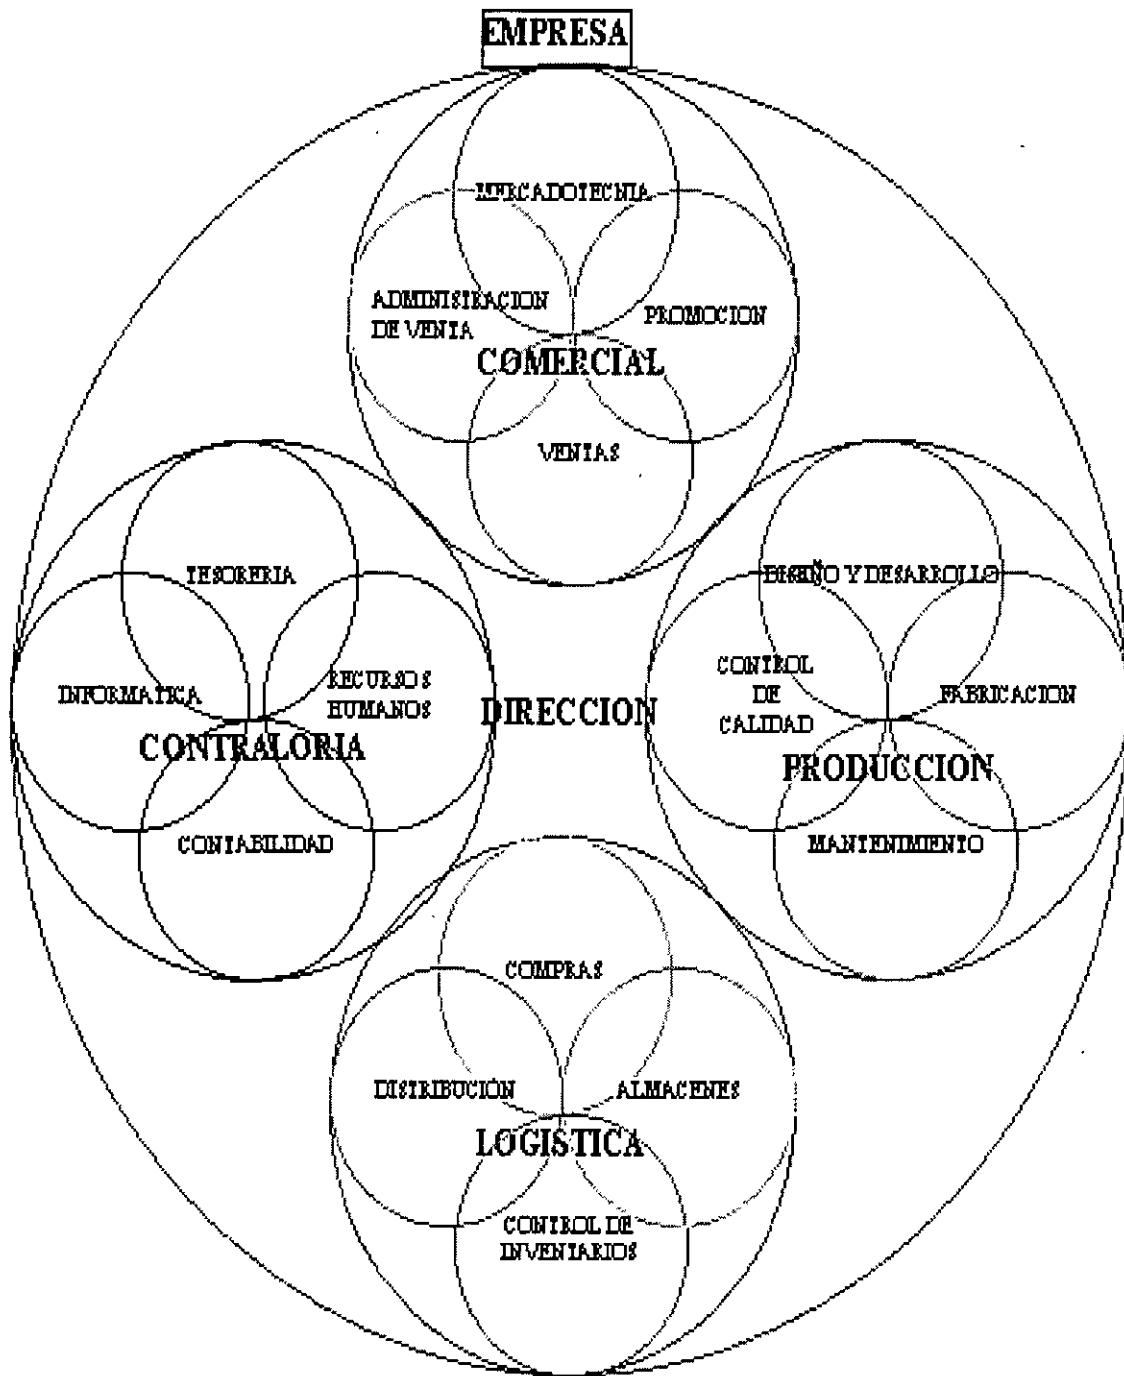 EMPRESA
MERCADOTECNIA
ADMINISTRACION
DE VENTA
PROMOCION
COMERCIAL
VENTAS
TESORERIA
INFORMATICA
RECURSOS
HUMANOS
CONTRALORIA
CONTABILIDAD
DIRECCION
DISEÑO Y DESARROLLO
CONTROL
DE
CALIDAD
FABRICACION
PRODUCCION
MANTENIMIENTO
COMPRAS
DISTRIBUCIÓN
ALMACENES
LOGISTICA
CONTROL DE
INVENTARIOS